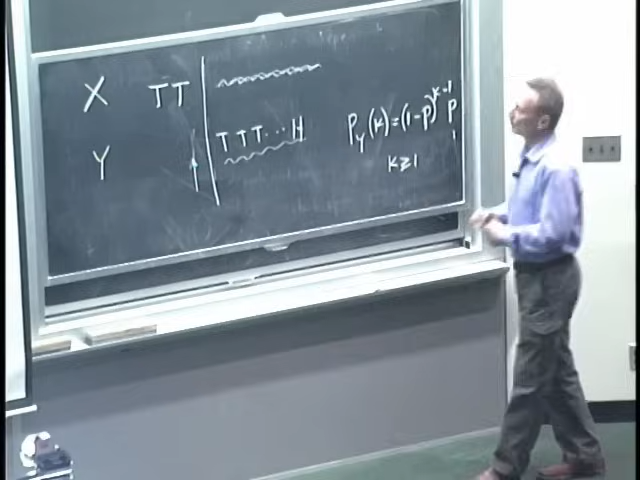 X TT
Y TTT...H
P_Y(k)=(1-p)^{k-1}p
k≥1